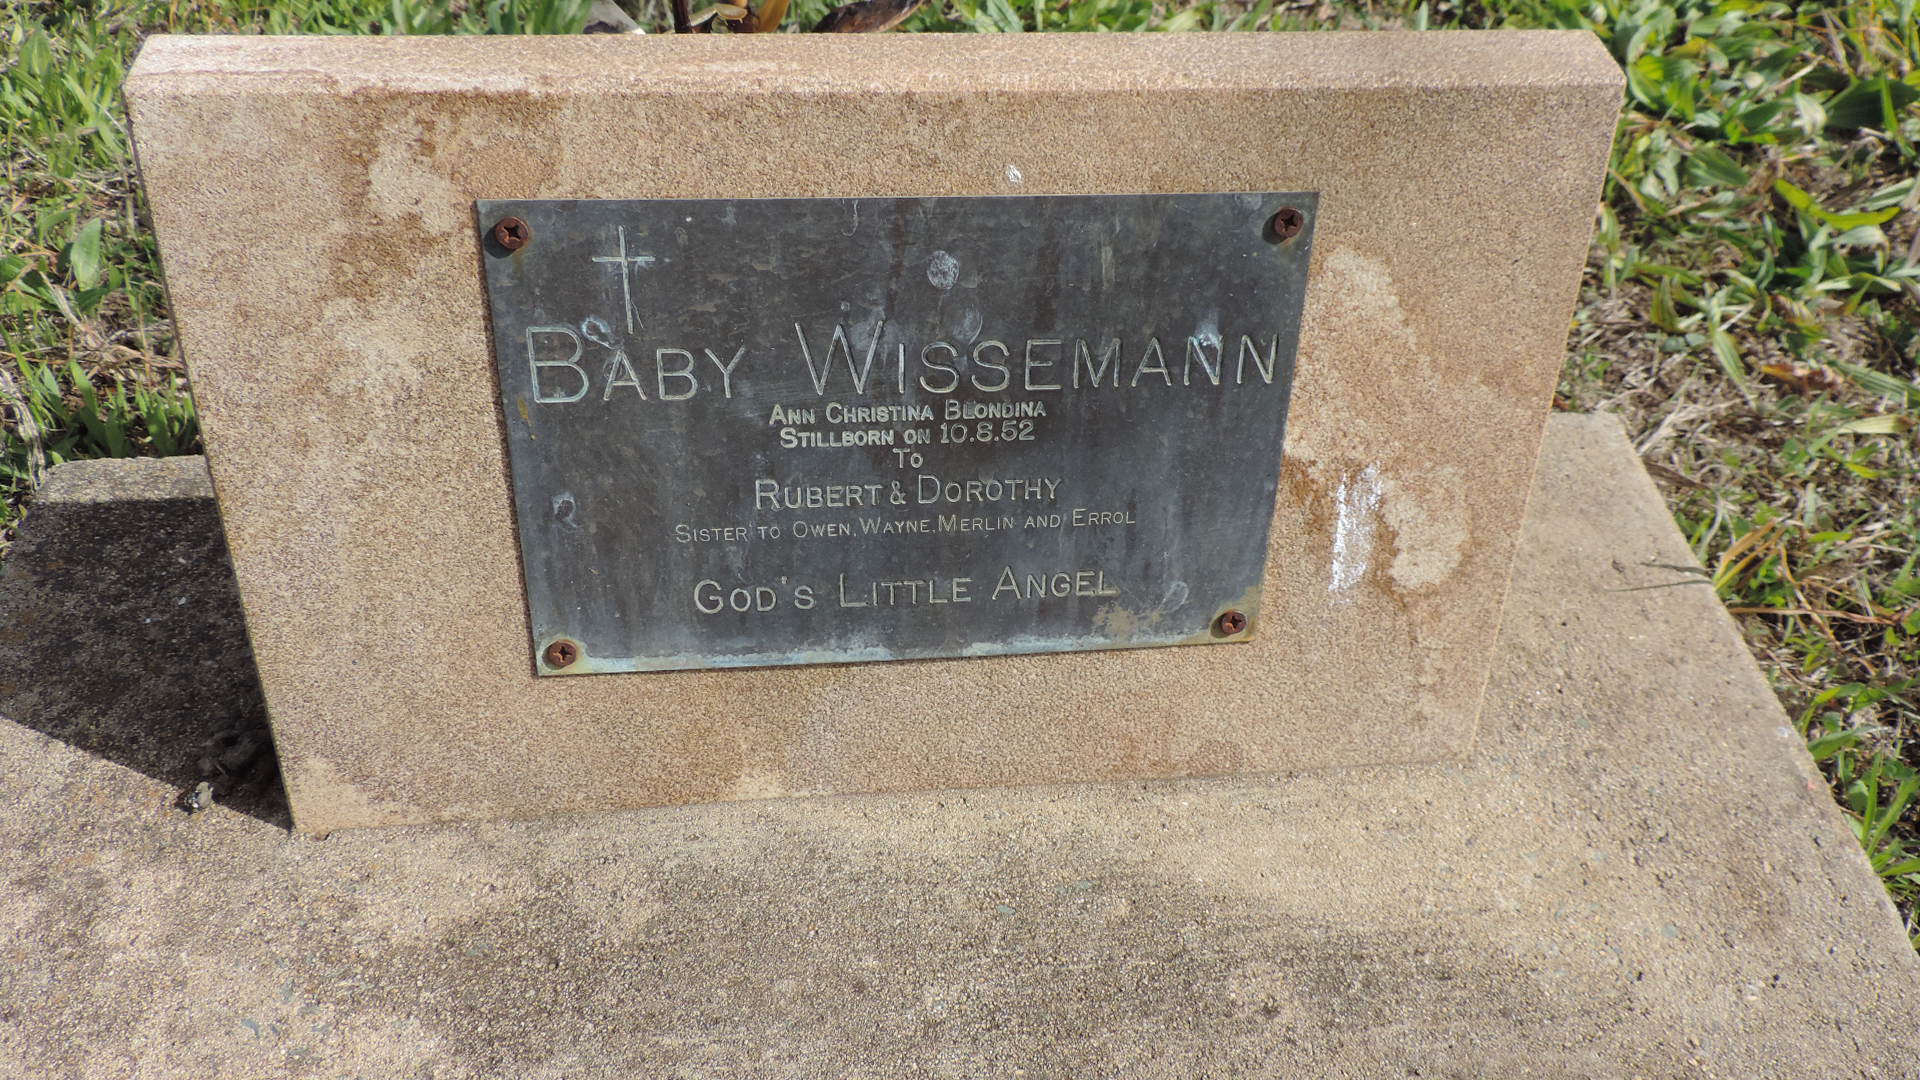 Baby Wissemann
Ann Christina Blondina
Stillborn on 10.8.52
To
Rubert & Dorothy
Sister to Owen, Wayne, Merlin and Errol
God's Little Angel